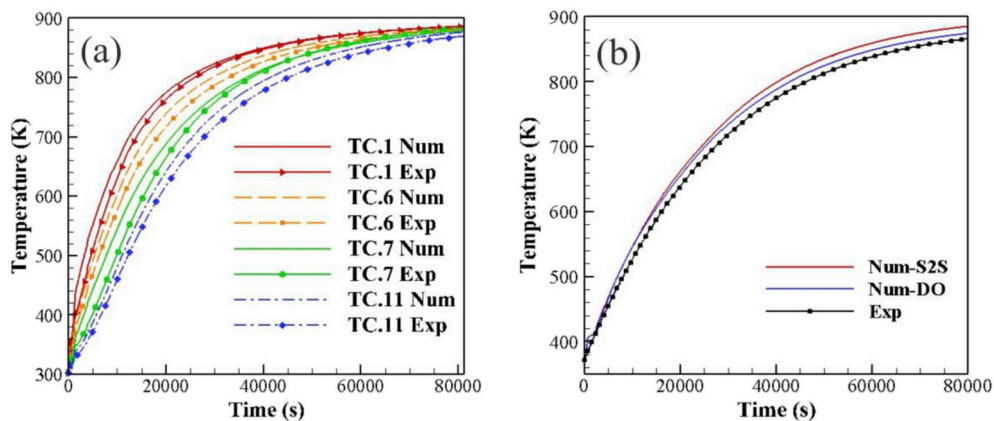 (a)
Temperature (K)
900
800
700
600
500
400
300
TC.1 Num
TC.1 Exp
TC.6 Num
TC.6 Exp
TC.7 Num
TC.7 Exp
TC.11 Num
TC.11 Exp
0
20000
40000
60000
80000
Time (s)
(b)
Temperature (K)
900
800
700
600
500
400
Num-S2S
Num-DO
Exp
0
20000
40000
60000
80000
Time (s)